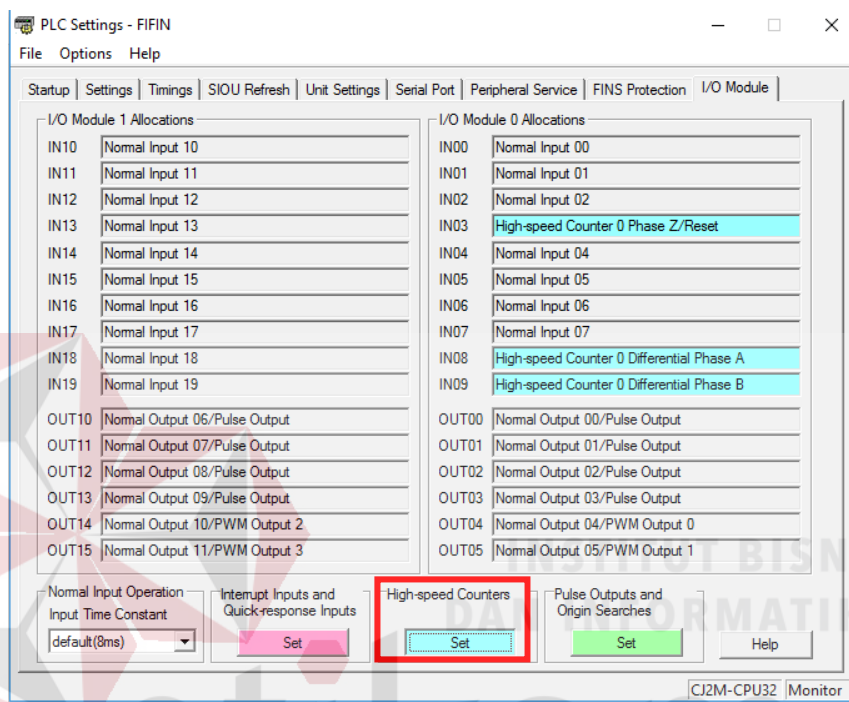 PLC Settings - FIFIN
File Options Help
Startup Settings Timings SIOU Refresh Unit Settings Serial Port Peripheral Service FINS Protection I/O Module
I/O Module 1 Allocations
IN10 Normal Input 10
IN11 Normal Input 11
IN12 Normal Input 12
IN13 Normal Input 13
IN14 Normal Input 14
IN15 Normal Input 15
IN16 Normal Input 16
IN17 Normal Input 17
IN18 Normal Input 18
IN19 Normal Input 19
OUT10 Normal Output 06/Pulse Output
OUT11 Normal Output 07/Pulse Output
OUT12 Normal Output 08/Pulse Output
OUT13 Normal Output 09/Pulse Output
OUT14 Normal Output 10/PWM Output 2
OUT15 Normal Output 11/PWM Output 3
I/O Module 0 Allocations
IN00 Normal Input 00
IN01 Normal Input 01
IN02 Normal Input 02
IN03 High-speed Counter 0 Phase Z/Reset
IN04 Normal Input 04
IN05 Normal Input 05
IN06 Normal Input 06
IN07 Normal Input 07
IN08 High-speed Counter 0 Differential Phase A
IN09 High-speed Counter 0 Differential Phase B
OUT00 Normal Output 00/Pulse Output
OUT01 Normal Output 01/Pulse Output
OUT02 Normal Output 02/Pulse Output
OUT03 Normal Output 03/Pulse Output
OUT04 Normal Output 04/PWM Output 0
OUT05 Normal Output 05/PWM Output 1
INSTITUT BISN
DAN INFORMATI
Normal Input Operation
Input Time Constant
default(8ms)
Interrupt Inputs and
Quick-response Inputs
Set
High-speed Counters
Set
Pulse Outputs and
Origin Searches
Set
Help
CJ2M-CPU32 Monitor